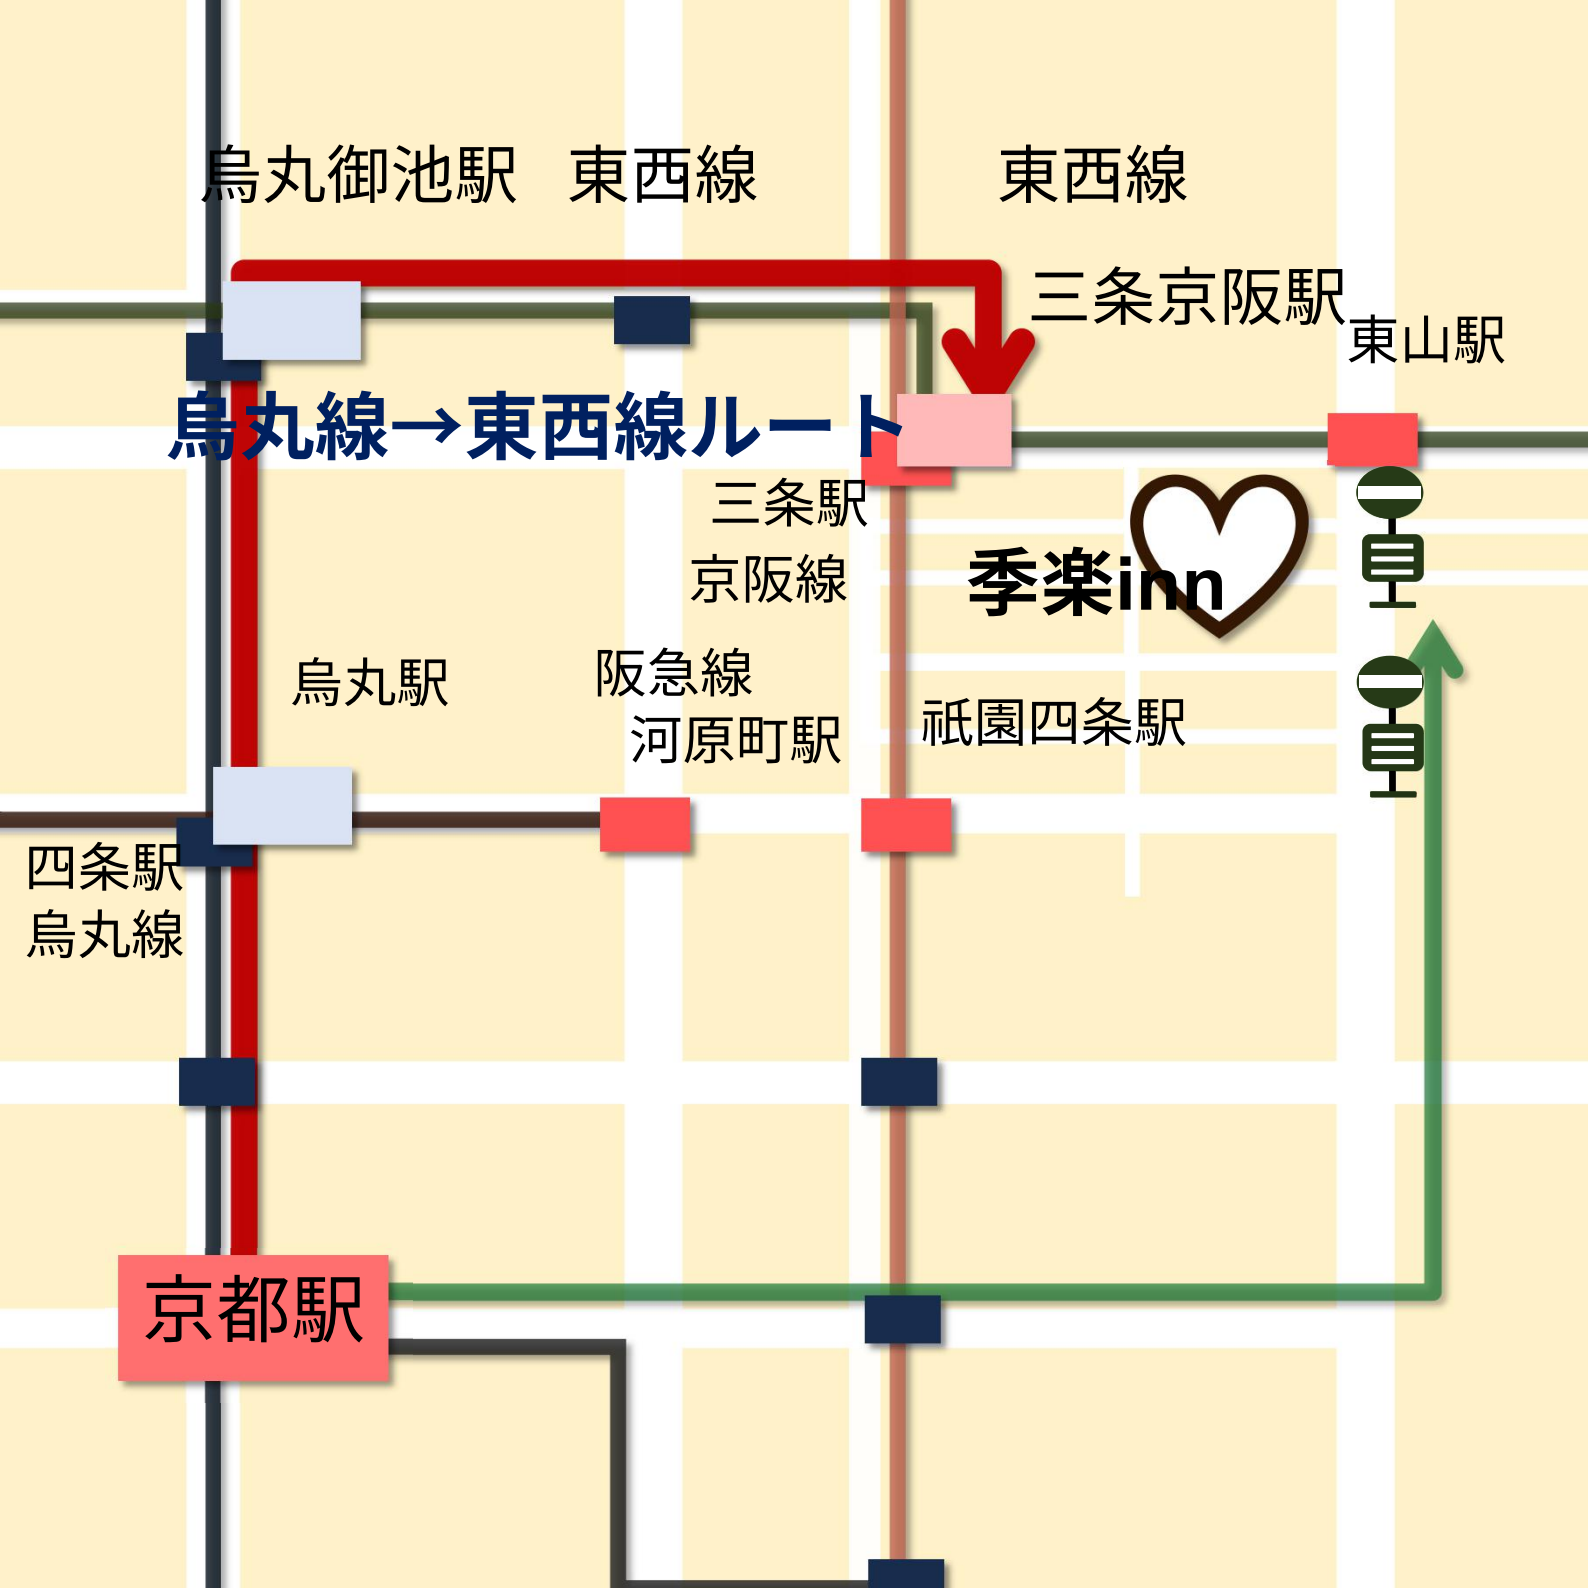 烏丸御池駅
東西線
東西線
三条京阪駅
東山駅
烏丸線→東西線ルート
三条駅
京阪線
季楽inn
烏丸駅
阪急線
河原町駅
祇園四条駅
四条駅
烏丸線
京都駅